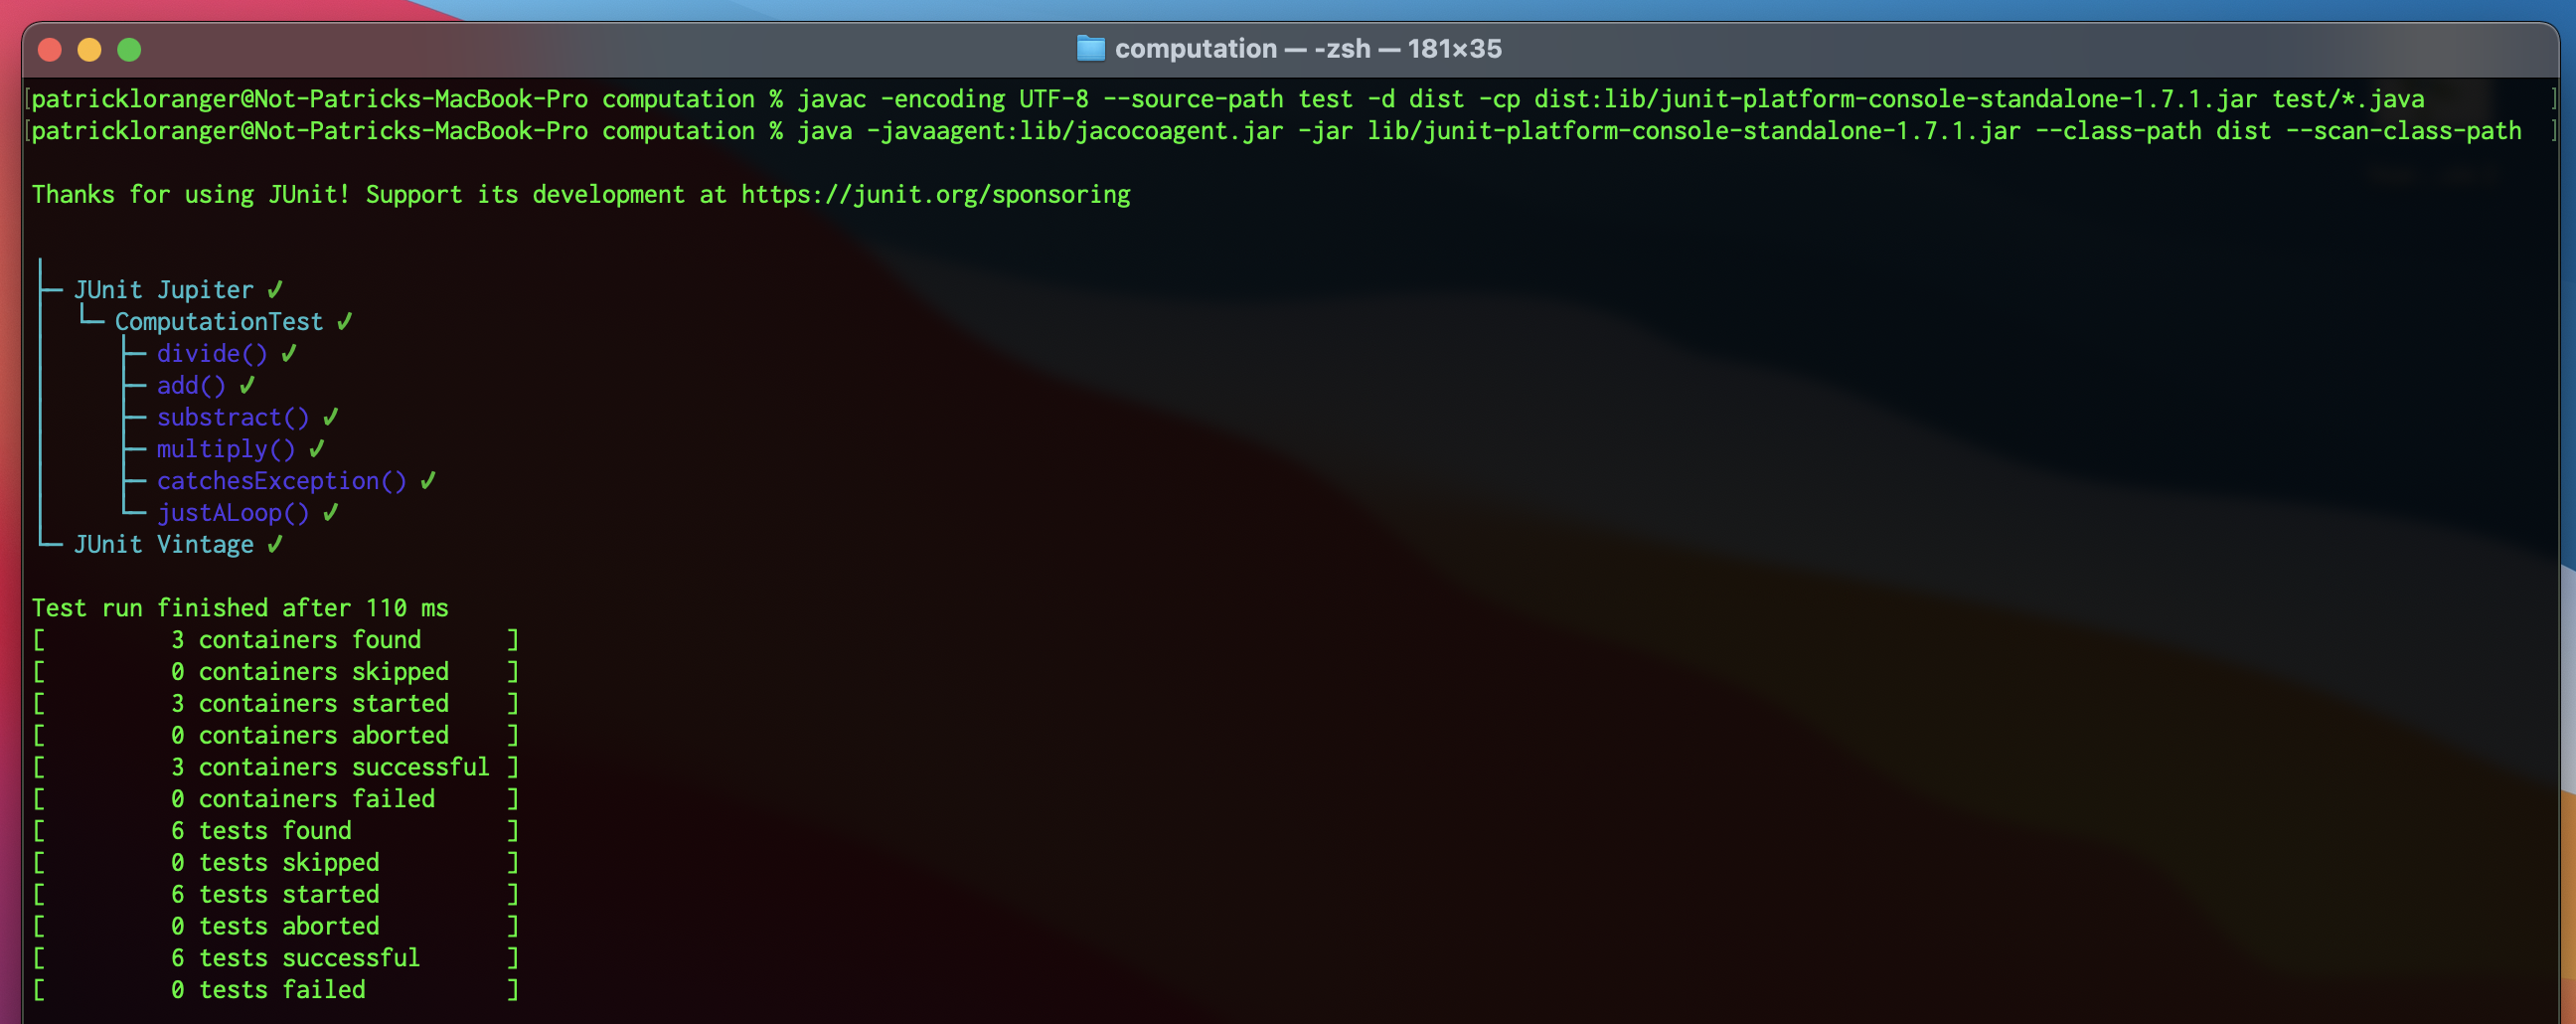 computation — -zsh — 181×35
[patrickloranger@Not-Patricks-MacBook-Pro computation % javac -encoding UTF-8 --source-path test -d dist -cp dist:lib/junit-platform-console-standalone-1.7.1.jar test/*.java ]
[patrickloranger@Not-Patricks-MacBook-Pro computation % java -javaagent:lib/jacocoagent.jar -jar lib/junit-platform-console-standalone-1.7.1.jar --class-path dist --scan-class-path ]
Thanks for using JUnit! Support its development at https://junit.org/sponsoring
╷
├─ JUnit Jupiter ✔
│  └─ ComputationTest ✔
│     ├─ divide() ✔
│     ├─ add() ✔
│     ├─ substract() ✔
│     ├─ multiply() ✔
│     ├─ catchesException() ✔
│     └─ justALoop() ✔
└─ JUnit Vintage ✔
Test run finished after 110 ms
[         3 containers found      ]
[         0 containers skipped    ]
[         3 containers started    ]
[         0 containers aborted    ]
[         3 containers successful ]
[         0 containers failed     ]
[         6 tests found           ]
[         0 tests skipped         ]
[         6 tests started         ]
[         0 tests aborted         ]
[         6 tests successful      ]
[         0 tests failed          ]